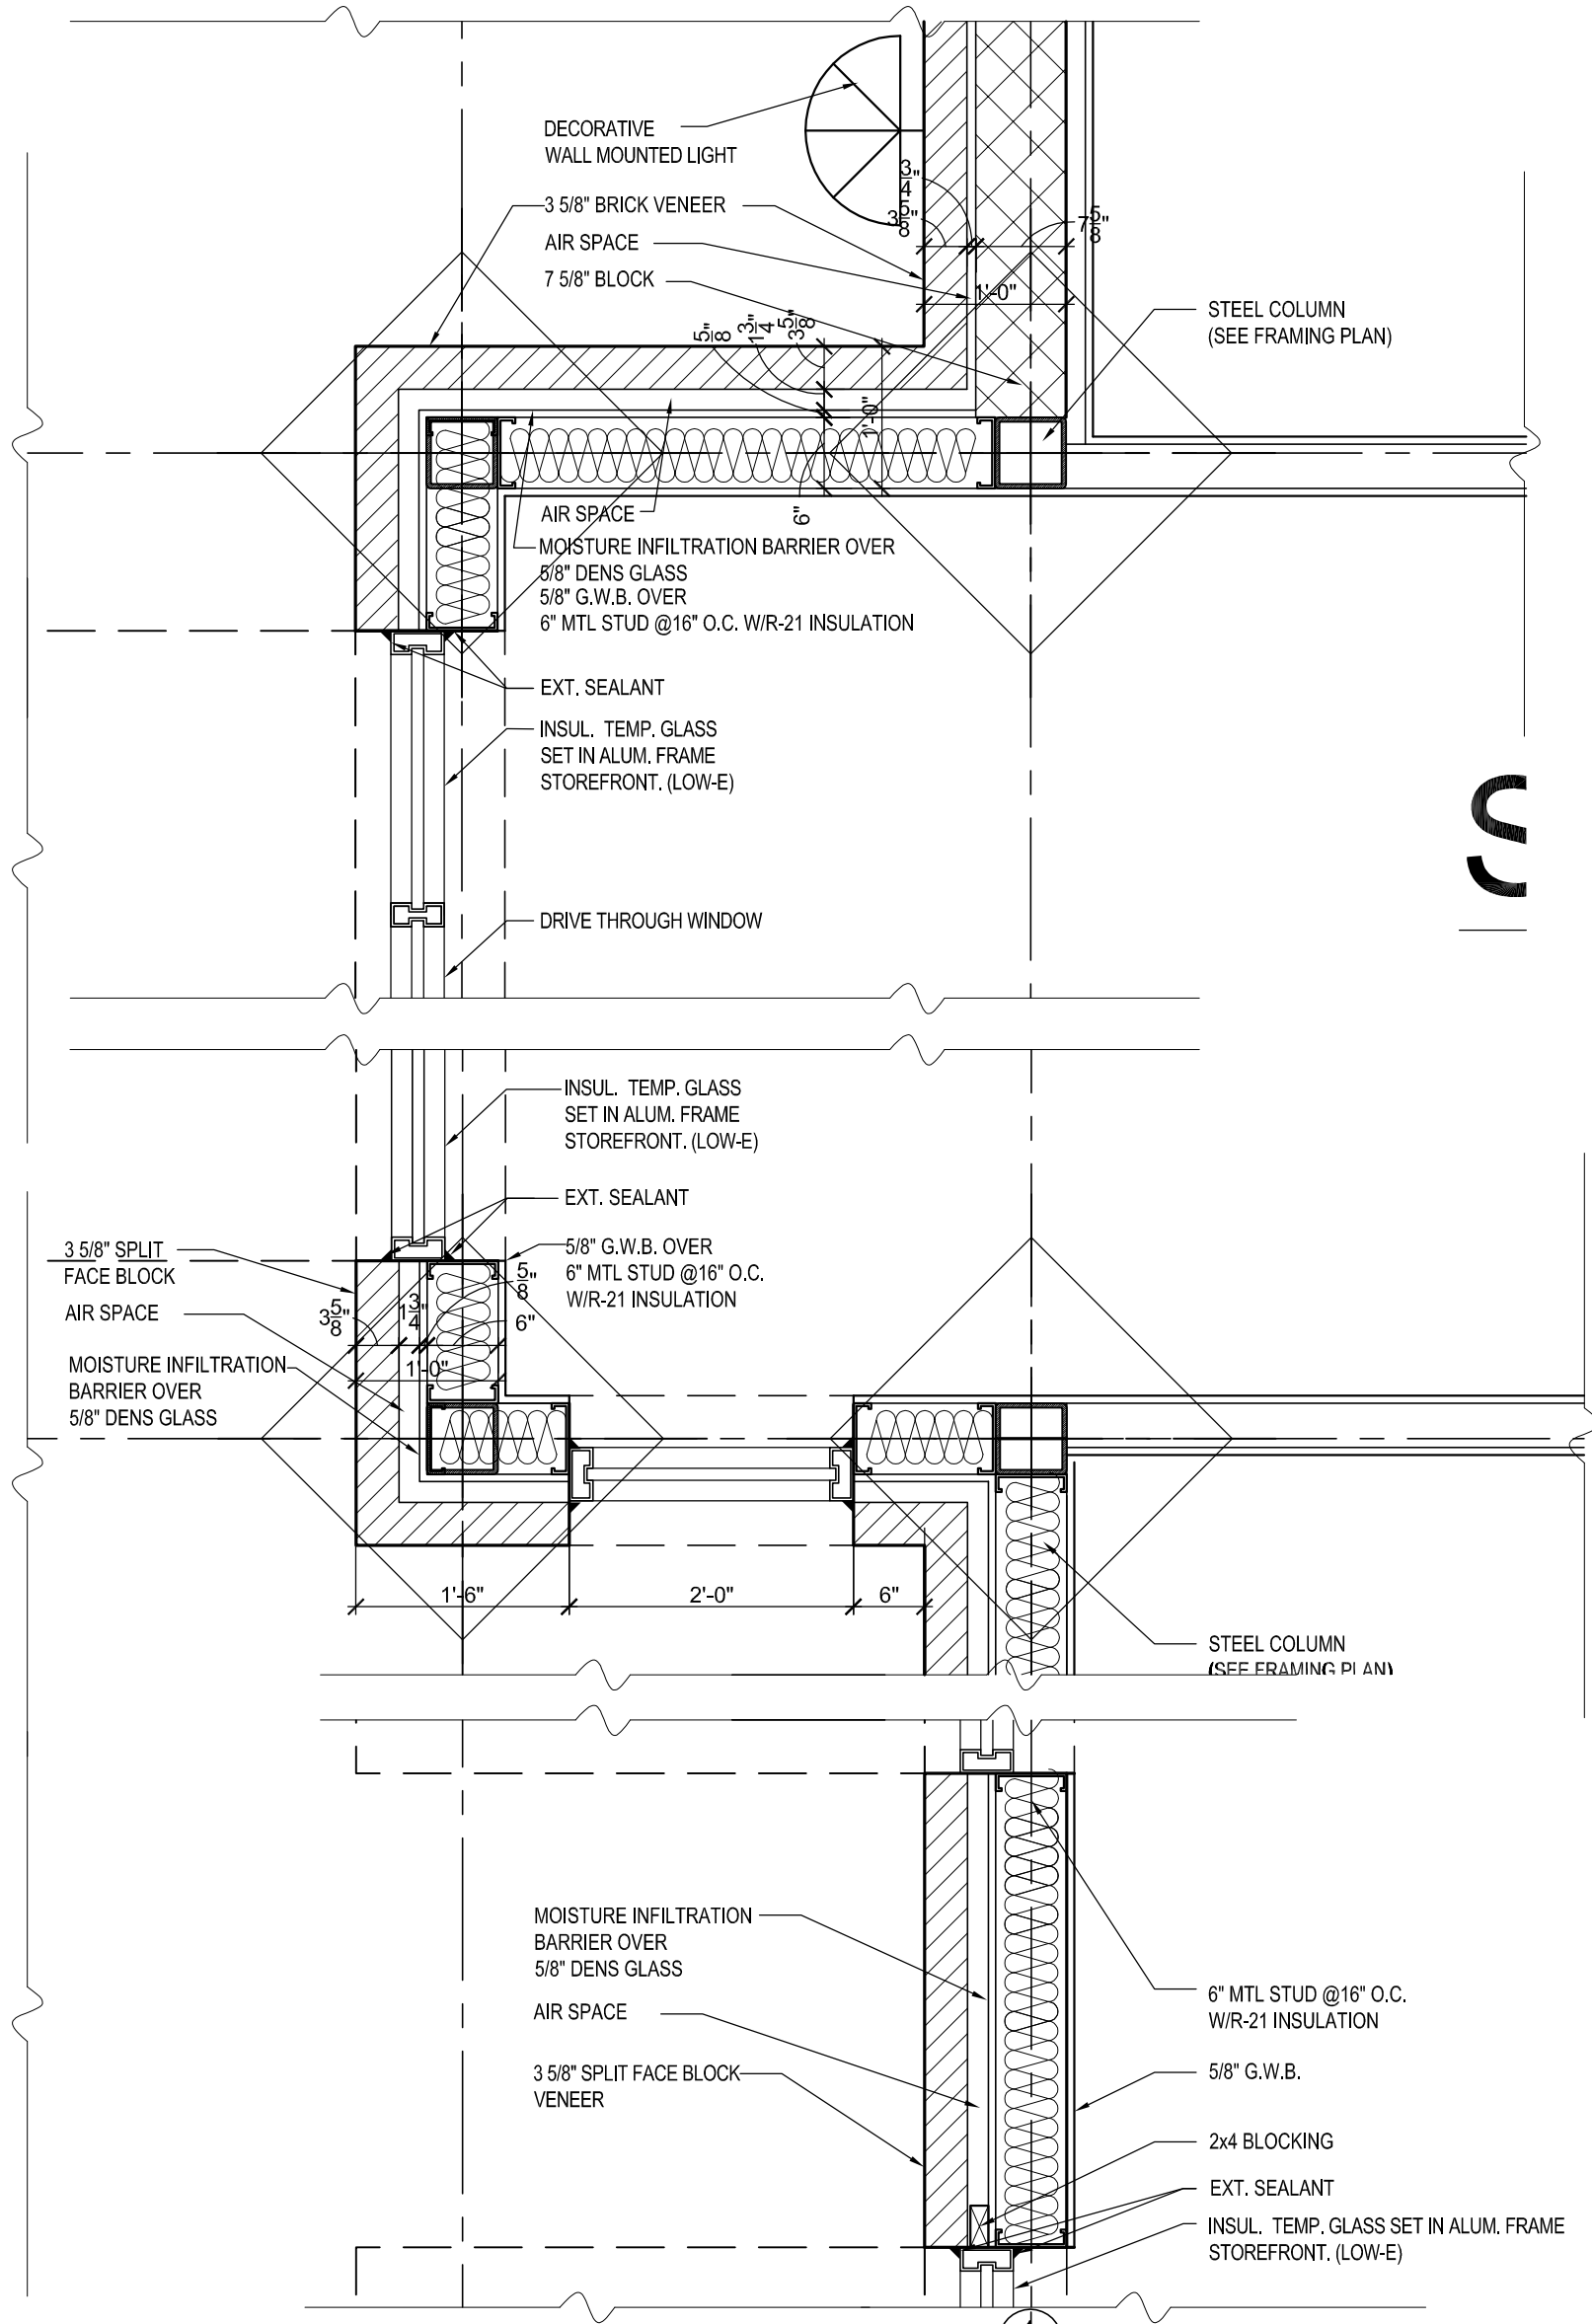 DECORATIVE
WALL MOUNTED LIGHT
3 5/8" BRICK VENEER
AIR SPACE
7 5/8" BLOCK
3/4"
3 5/8"
7 5/8"
1'-0"
STEEL COLUMN
(SEE FRAMING PLAN)
5/8"
1 3/4"
3 5/8"
1'-0"
6"
AIR SPACE
MOISTURE INFILTRATION BARRIER OVER
5/8" DENS GLASS
5/8" G.W.B. OVER
6" MTL STUD @16" O.C. W/R-21 INSULATION
EXT. SEALANT
INSUL. TEMP. GLASS
SET IN ALUM. FRAME
STOREFRONT. (LOW-E)
S
DRIVE THROUGH WINDOW
INSUL. TEMP. GLASS
SET IN ALUM. FRAME
STOREFRONT. (LOW-E)
EXT. SEALANT
3 5/8" SPLIT
FACE BLOCK
AIR SPACE
MOISTURE INFILTRATION
BARRIER OVER
5/8" DENS GLASS
5/8" G.W.B. OVER
6" MTL STUD @16" O.C.
W/R-21 INSULATION
3 5/8"
1 3/4"
5/8"
6"
1'-0"
1'-6"
2'-0"
6"
STEEL COLUMN
(SEE FRAMING PLAN)
MOISTURE INFILTRATION
BARRIER OVER
5/8" DENS GLASS
AIR SPACE
3 5/8" SPLIT FACE BLOCK
VENEER
6" MTL STUD @16" O.C.
W/R-21 INSULATION
5/8" G.W.B.
2x4 BLOCKING
EXT. SEALANT
INSUL. TEMP. GLASS SET IN ALUM. FRAME
STOREFRONT. (LOW-E)